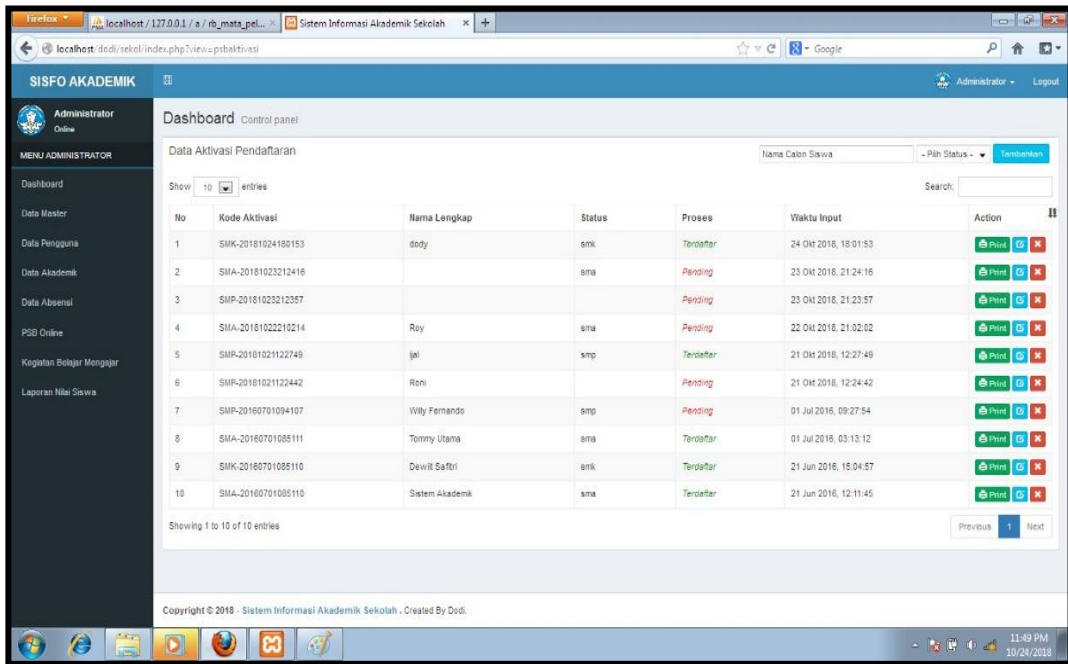 Firefox
localhost / 127.0.0.1 / a / rb_mata_pel...
Sistem Informasi Akademik Sekolah
localhost/dodi/sekol/index.php?view=psbaktivasi
Google
SISFO AKADEMIK
Administrator
Logout
Administrator
Online
MENU ADMINISTRATOR
Dashboard
Data Master
Data Pengguna
Data Akademik
Data Absensi
PSB Online
Kegiatan Belajar Mengajar
Laporan Nilai Siswa
Dashboard Control panel
Data Aktivasi Pendaftaran
Nama Calon Siswa
- Pilih Status -
Tambahkan
Show 10 entries
Search:
No Kode Aktivasi Nama Lengkap Status Proses Waktu Input Action
1 SMK-20181024180153 dody smk Terdaftar 24 Okt 2018, 18:01:53 Print
2 SMA-20181023212416 sma Pending 23 Okt 2018, 21:24:16 Print
3 SMP-20181023212357 Pending 23 Okt 2018, 21:23:57 Print
4 SMA-20181022210214 Roy sma Pending 22 Okt 2018, 21:02:02 Print
5 SMP-20181021122749 ijal smp Terdaftar 21 Okt 2018, 12:27:49 Print
6 SMP-20181021122442 Roni Pending 21 Okt 2018, 12:24:42 Print
7 SMP-20160701094107 Willy Fernando smp Pending 01 Jul 2016, 09:27:54 Print
8 SMA-20160701085111 Tommy Utama sma Terdaftar 01 Jul 2016, 03:13:12 Print
9 SMK-20160701085110 Dewiit Safitri smk Terdaftar 21 Jun 2016, 15:04:57 Print
10 SMA-20160701085110 Sistem Akademik sma Terdaftar 21 Jun 2016, 12:11:45 Print
Showing 1 to 10 of 10 entries
Previous 1 Next
Copyright © 2018 - Sistem Informasi Akademik Sekolah . Created By Dodi.
11:49 PM
10/24/2018